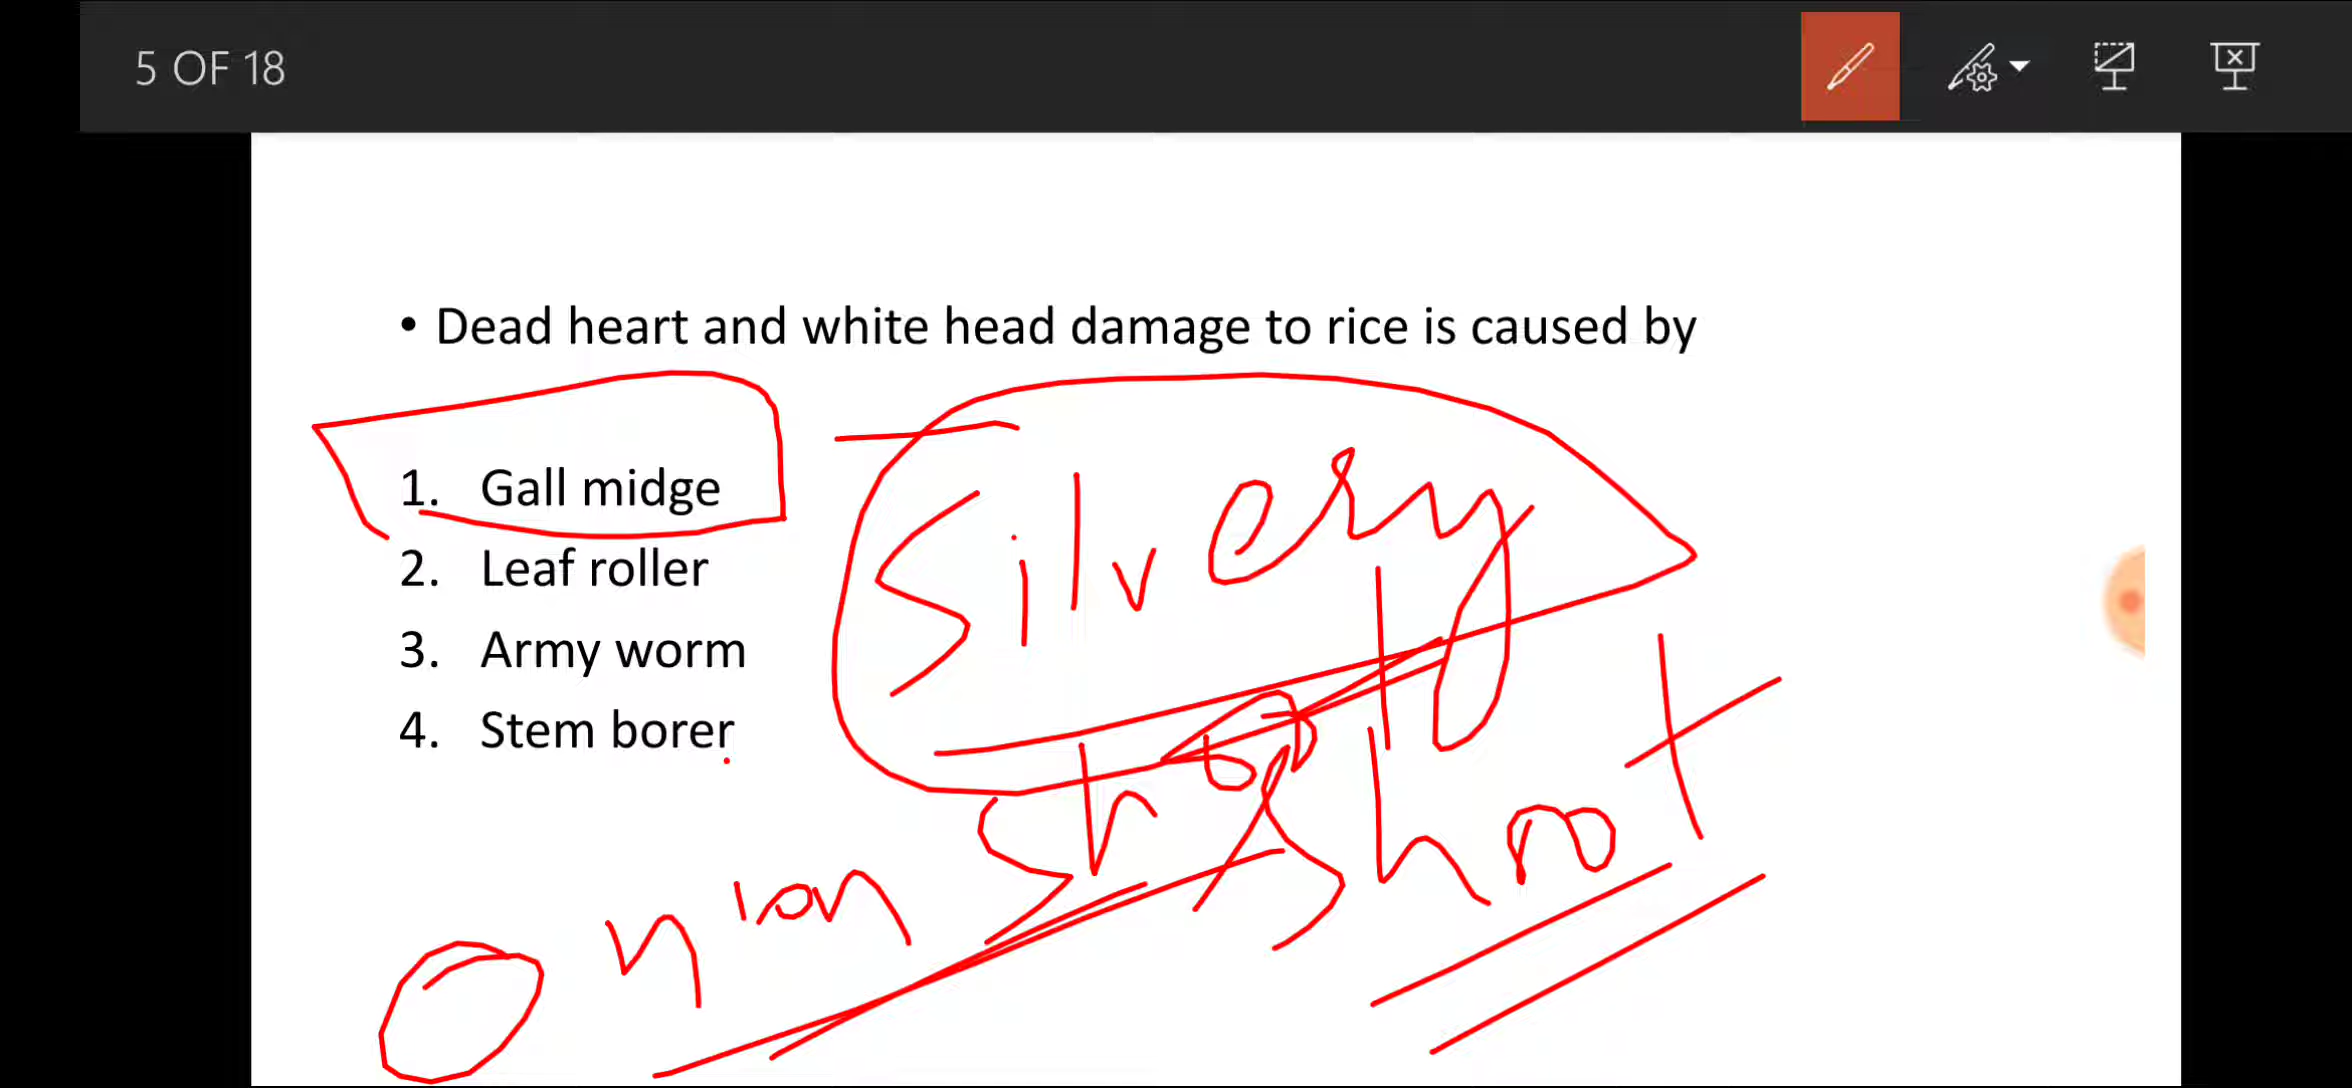 5 OF 18
• Dead heart and white head damage to rice is caused by
1. Gall midge
2. Leaf roller
3. Army worm
4. Stem borer
Silvery
shoot
Onion shoot